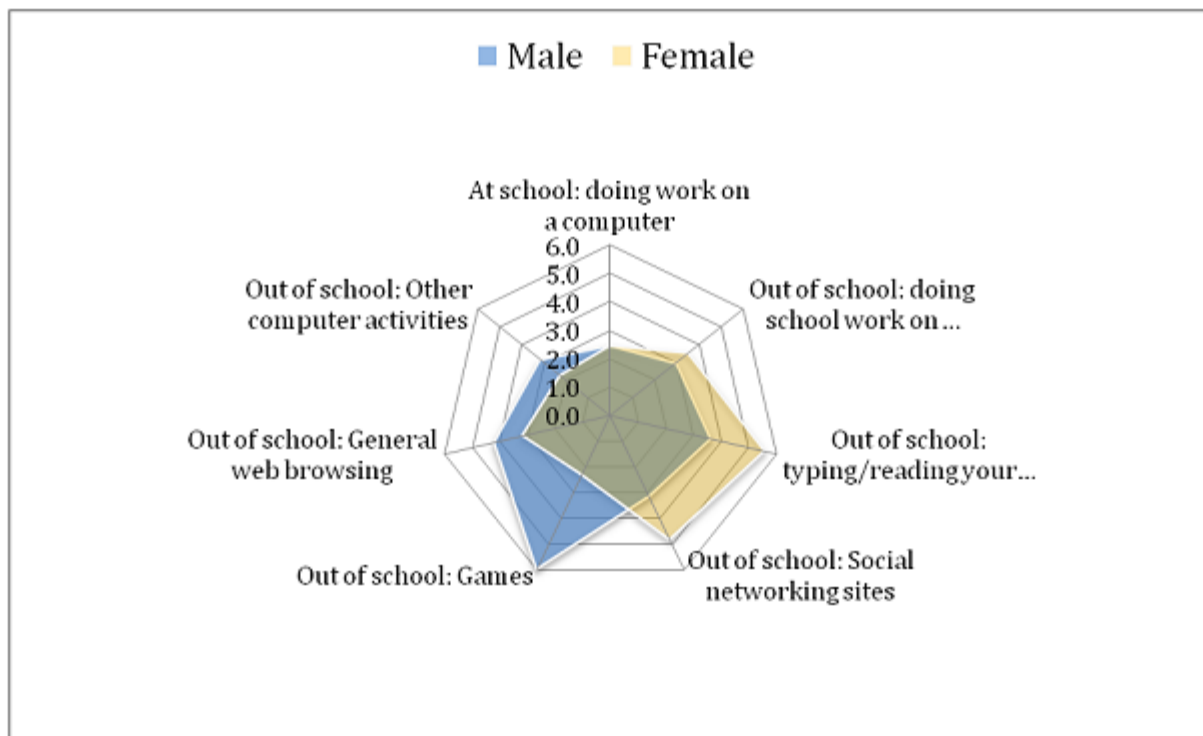 Male Female
At school: doing work on
a computer
6.0
5.0
4.0
3.0
2.0
1.0
0.0
Out of school: doing
school work on ...
Out of school:
typing/reading your...
Out of school: Social
networking sites
Out of school: Games
Out of school: General
web browsing
Out of school: Other
computer activities